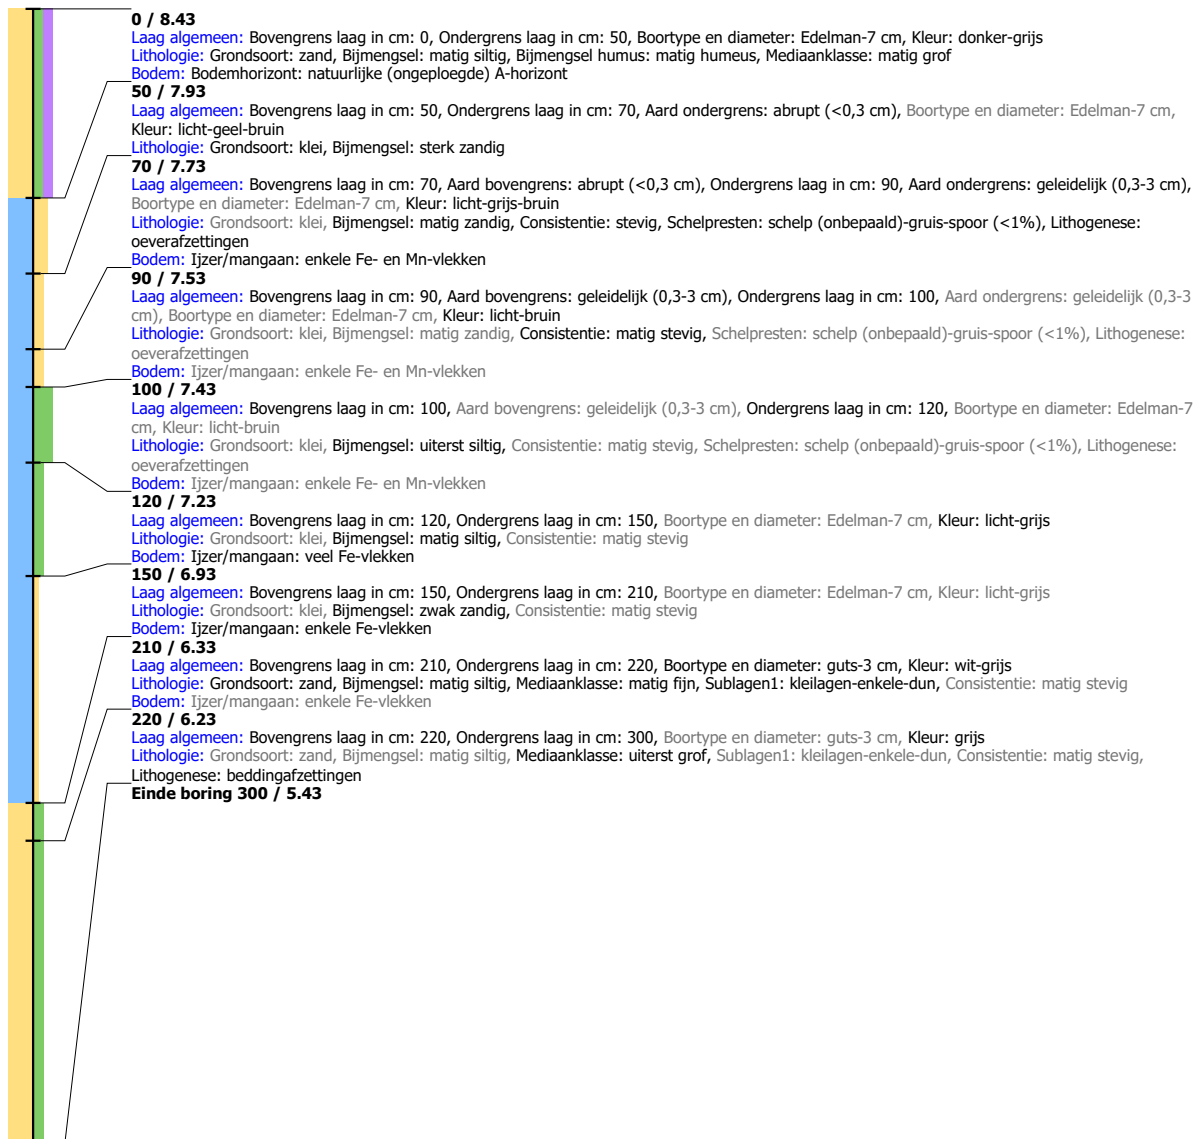 0 / 8.43
Laag algemeen: Bovengrens laag in cm: 0, Ondergrens laag in cm: 50, Boortype en diameter: Edelman-7 cm, Kleur: donker-grijs
Lithologie: Grondsoort: zand, Bijmengsel: matig siltig, Bijmengsel humus: matig humeus, Mediaanklasse: matig grof
Bodem: Bodemhorizont: natuurlijke (ongeploegde) A-horizont
50 / 7.93
Laag algemeen: Bovengrens laag in cm: 50, Ondergrens laag in cm: 70, Aard ondergrens: abrupt (<0,3 cm), Boortype en diameter: Edelman-7 cm,
Kleur: licht-geel-bruin
Lithologie: Grondsoort: klei, Bijmengsel: sterk zandig
70 / 7.73
Laag algemeen: Bovengrens laag in cm: 70, Aard bovengrens: abrupt (<0,3 cm), Ondergrens laag in cm: 90, Aard ondergrens: geleidelijk (0,3-3 cm),
Boortype en diameter: Edelman-7 cm, Kleur: licht-grijs-bruin
Lithologie: Grondsoort: klei, Bijmengsel: matig zandig, Consistentie: stevig, Schelpresten: schelp (onbepaald)-gruis-spoor (<1%), Lithogenese:
oeverafzettingen
Bodem: Ijzer/mangaan: enkele Fe- en Mn-vlekken
90 / 7.53
Laag algemeen: Bovengrens laag in cm: 90, Aard bovengrens: geleidelijk (0,3-3 cm), Ondergrens laag in cm: 100, Aard ondergrens: geleidelijk (0,3-3
cm), Boortype en diameter: Edelman-7 cm, Kleur: licht-bruin
Lithologie: Grondsoort: klei, Bijmengsel: matig zandig, Consistentie: matig stevig, Schelpresten: schelp (onbepaald)-gruis-spoor (<1%), Lithogenese:
oeverafzettingen
Bodem: Ijzer/mangaan: enkele Fe- en Mn-vlekken
100 / 7.43
Laag algemeen: Bovengrens laag in cm: 100, Aard bovengrens: geleidelijk (0,3-3 cm), Ondergrens laag in cm: 120, Boortype en diameter: Edelman-7
cm, Kleur: licht-bruin
Lithologie: Grondsoort: klei, Bijmengsel: uiterst siltig, Consistentie: matig stevig, Schelpresten: schelp (onbepaald)-gruis-spoor (<1%), Lithogenese:
oeverafzettingen
Bodem: Ijzer/mangaan: enkele Fe- en Mn-vlekken
120 / 7.23
Laag algemeen: Bovengrens laag in cm: 120, Ondergrens laag in cm: 150, Boortype en diameter: Edelman-7 cm, Kleur: licht-grijs
Lithologie: Grondsoort: klei, Bijmengsel: matig siltig, Consistentie: matig stevig
Bodem: Ijzer/mangaan: veel Fe-vlekken
150 / 6.93
Laag algemeen: Bovengrens laag in cm: 150, Ondergrens laag in cm: 210, Boortype en diameter: Edelman-7 cm, Kleur: licht-grijs
Lithologie: Grondsoort: klei, Bijmengsel: zwak zandig, Consistentie: matig stevig
Bodem: Ijzer/mangaan: enkele Fe-vlekken
210 / 6.33
Laag algemeen: Bovengrens laag in cm: 210, Ondergrens laag in cm: 220, Boortype en diameter: guts-3 cm, Kleur: wit-grijs
Lithologie: Grondsoort: zand, Bijmengsel: matig siltig, Mediaanklasse: matig fijn, Sublagen1: kleilagen-enkele-dun, Consistentie: matig stevig
Bodem: Ijzer/mangaan: enkele Fe-vlekken
220 / 6.23
Laag algemeen: Bovengrens laag in cm: 220, Ondergrens laag in cm: 300, Boortype en diameter: guts-3 cm, Kleur: grijs
Lithologie: Grondsoort: zand, Bijmengsel: matig siltig, Mediaanklasse: uiterst grof, Sublagen1: kleilagen-enkele-dun, Consistentie: matig stevig,
Lithogenese: beddingafzettingen
Einde boring 300 / 5.43